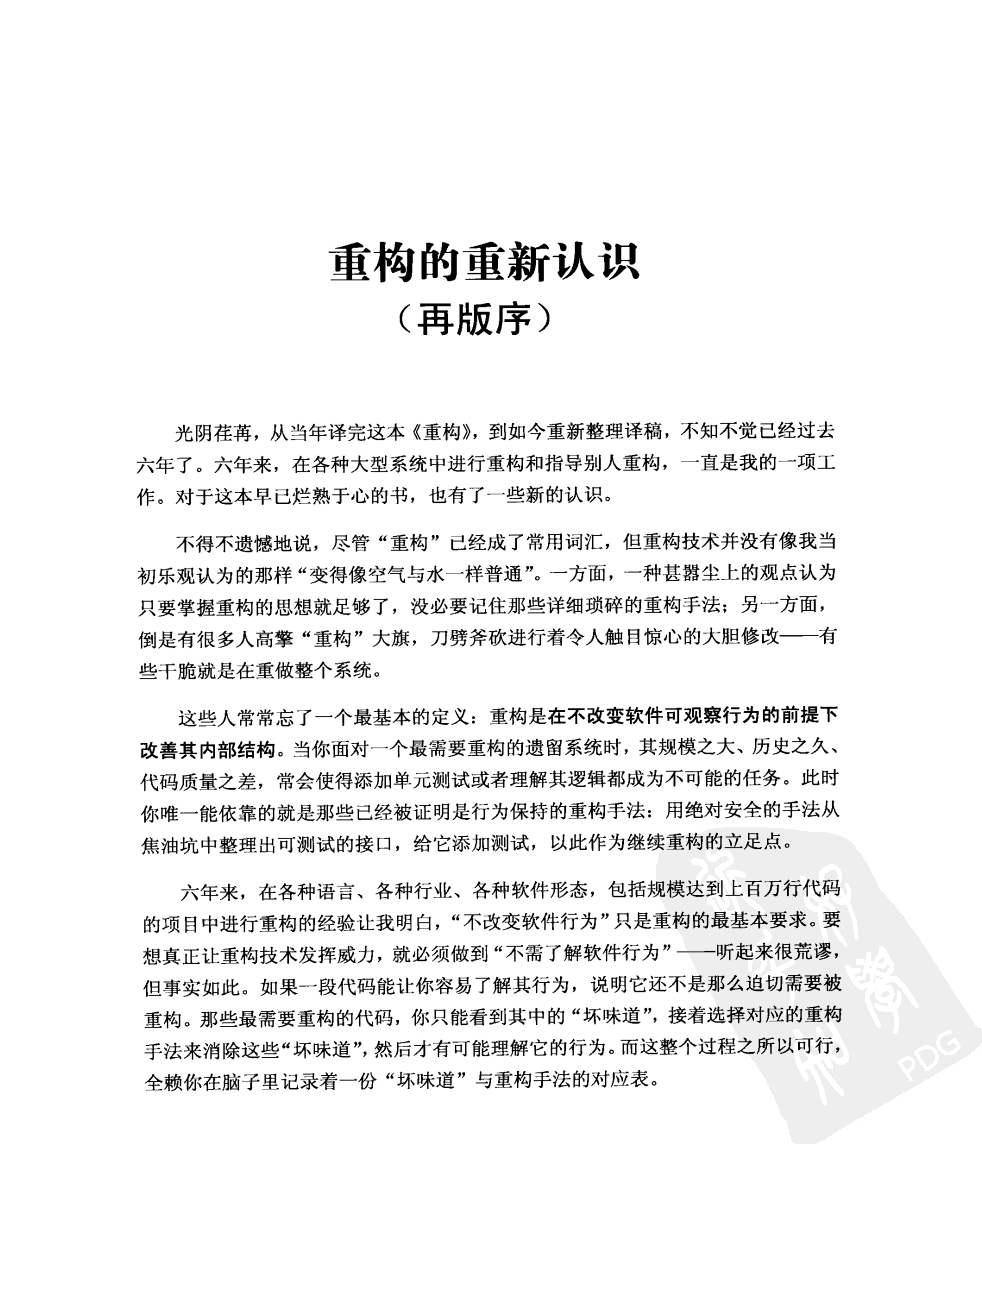 重构的重新认识
（再版序）
光阴荏苒，从当年译完这本《重构》，到如今重新整理译稿，不知不觉已经过去
六年了。六年来，在各种大型系统中进行重构和指导别人重构，一直是我的一项工
作。对于这本早已烂熟于心的书，也有了一些新的认识。
不得不遗憾地说，尽管“重构”已经成了常用词汇，但重构技术并没有像我当
初乐观认为的那样“变得像空气与水一样普通”。一方面，一种甚嚣尘上的观点认为
只要掌握重构的思想就足够了，没必要记住那些详细琐碎的重构手法；另一方面，
倒是有很多人高擎“重构”大旗，刀劈斧砍进行着令人触目惊心的大胆修改——有
些干脆就是在重做整个系统。
这些人常常忘了一个最基本的定义：重构是在不改变软件可观察行为的前提下
改善其内部结构。当你面对一个最需要重构的遗留系统时，其规模之大、历史之久、
代码质量之差，常会使得添加单元测试或者理解其逻辑都成为不可能的任务。此时
你唯一能依靠的就是那些已经被证明是行为保持的重构手法：用绝对安全的手法从
焦油坑中整理出可测试的接口，给它添加测试，以此作为继续重构的立足点。
六年来，在各种语言、各种行业、各种软件形态，包括规模达到上百万行代码
的项目中进行重构的经验让我明白，“不改变软件行为”只是重构的最基本要求。要
想真正让重构技术发挥威力，就必须做到“不需了解软件行为”——听起来很荒谬，
但事实如此。如果一段代码能让你容易了解其行为，说明它还不是那么迫切需要被
重构。那些最需要重构的代码，你只能看到其中的“坏味道”，接着选择对应的重构
手法来消除这些“坏味道”，然后才有可能理解它的行为。而这整个过程之所以可行，
全赖你在脑子里记录着一份“坏味道”与重构手法的对应表。
PDG